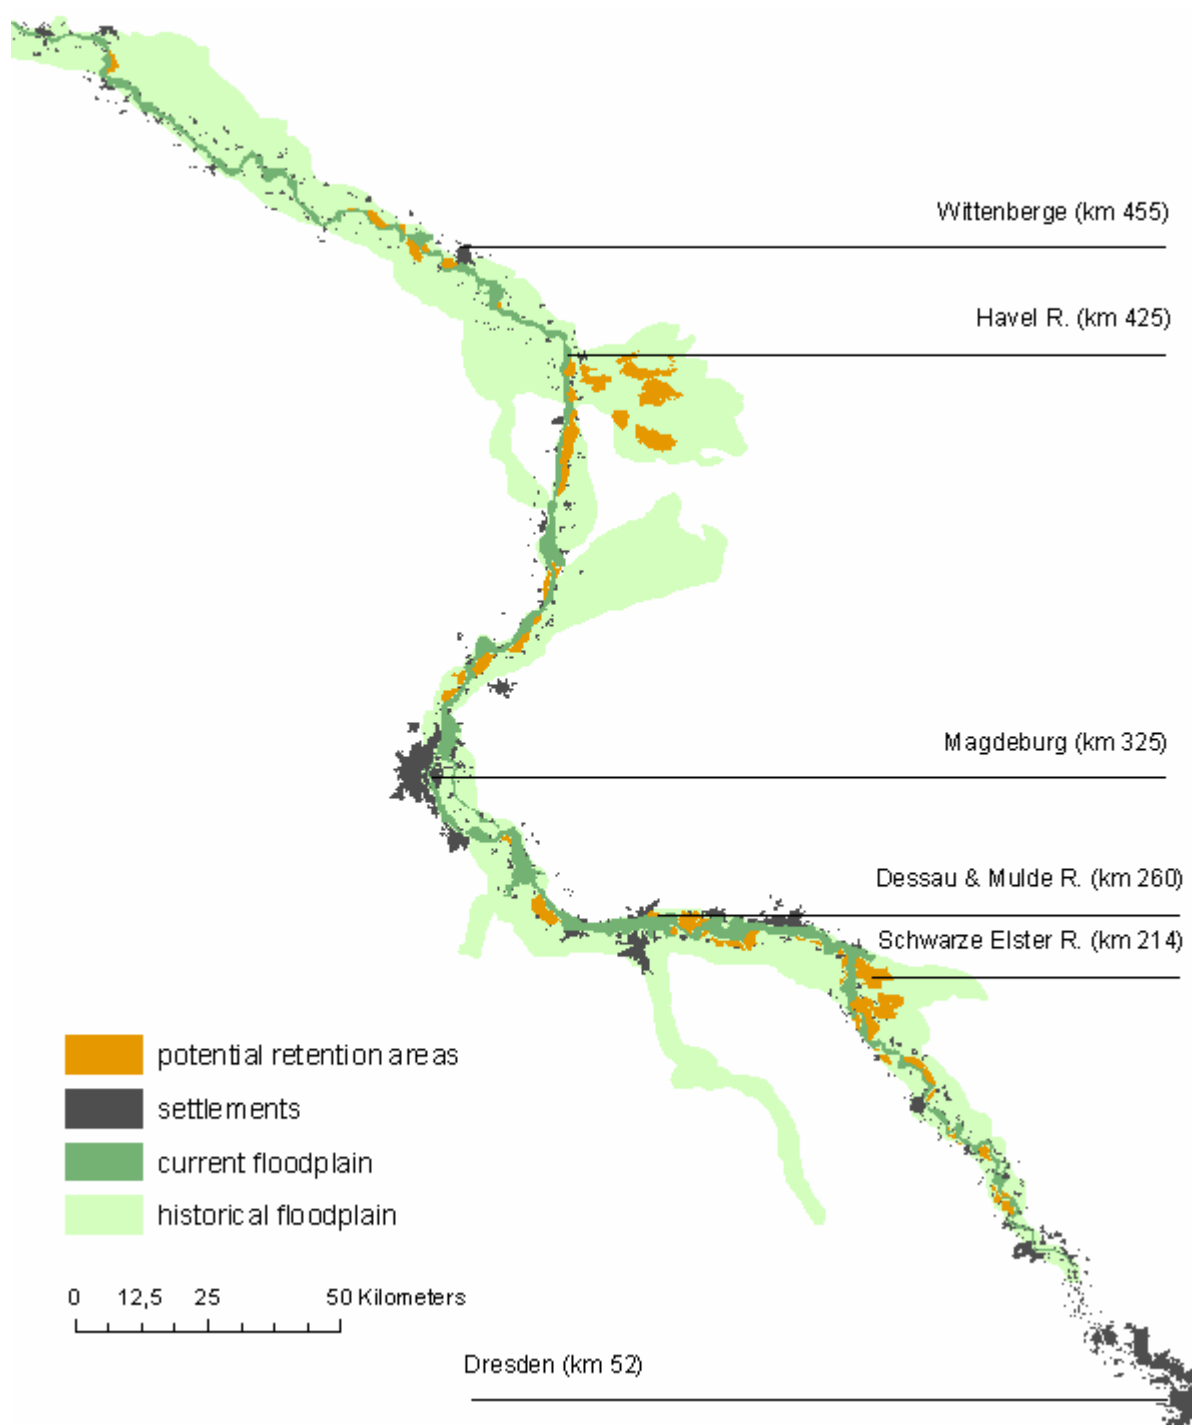 Wittenberge (km 455)
Havel R. (km 425)
Magdeburg (km 325)
Dessau & Mulde R. (km 260)
Schwarze Elster R. (km 214)
potential retention areas
settlements
current floodplain
historical floodplain
0 12,5 25 50 Kilometers
Dresden (km 52)